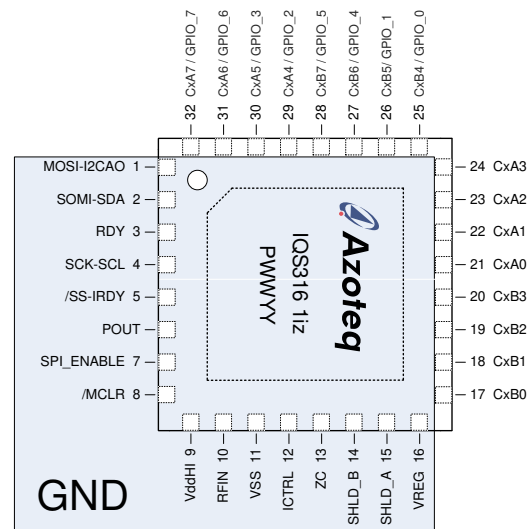 32 CxA7 / GPIO_7
31 CxA6 / GPIO_6
30 CxA5 / GPIO_3
29 CxA4 / GPIO_2
28 CxB7 / GPIO_5
27 CxB6 / GPIO_4
26 CxB5/ GPIO_1
25 CxB4 / GPIO_0
MOSI-I2CAO 1
SOMI-SDA 2
RDY 3
SCK-SCL 4
/SS-IRDY 5
POUT
SPI_ENABLE 7
/MCLR 8
Azoteq
IQS316 1iz
PWWYY
24 CxA3
23 CxA2
22 CxA1
21 CxA0
20 CxB3
19 CxB2
18 CxB1
17 CxB0
VddHI 9
RFIN 10
VSS 11
ICTRL 12
ZC 13
SHLD_B 14
SHLD_A 15
VREG 16
GND